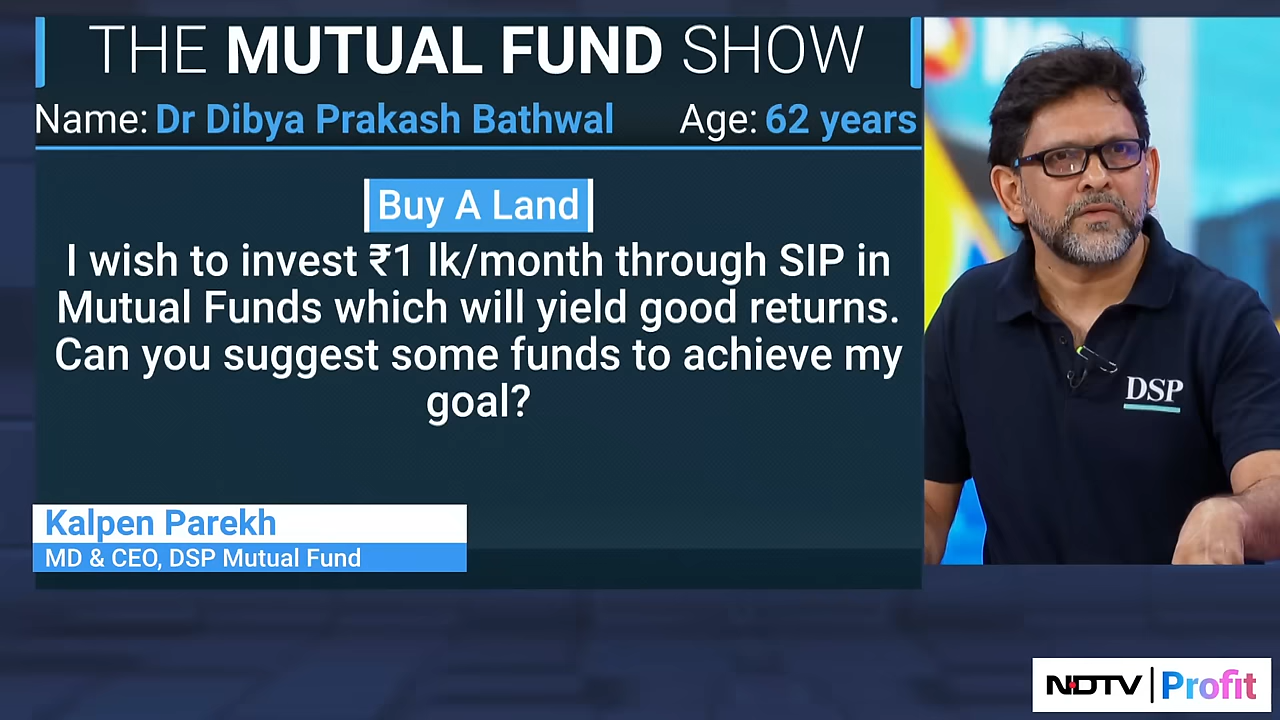 THE MUTUAL FUND SHOW
Name: Dr Dibya Prakash Bathwal Age: 62 years
Buy A Land
I wish to invest ₹1 lk/month through SIP in
Mutual Funds which will yield good returns.
Can you suggest some funds to achieve my
goal?
DSP
Kalpen Parekh
MD & CEO, DSP Mutual Fund
NDTV Profit